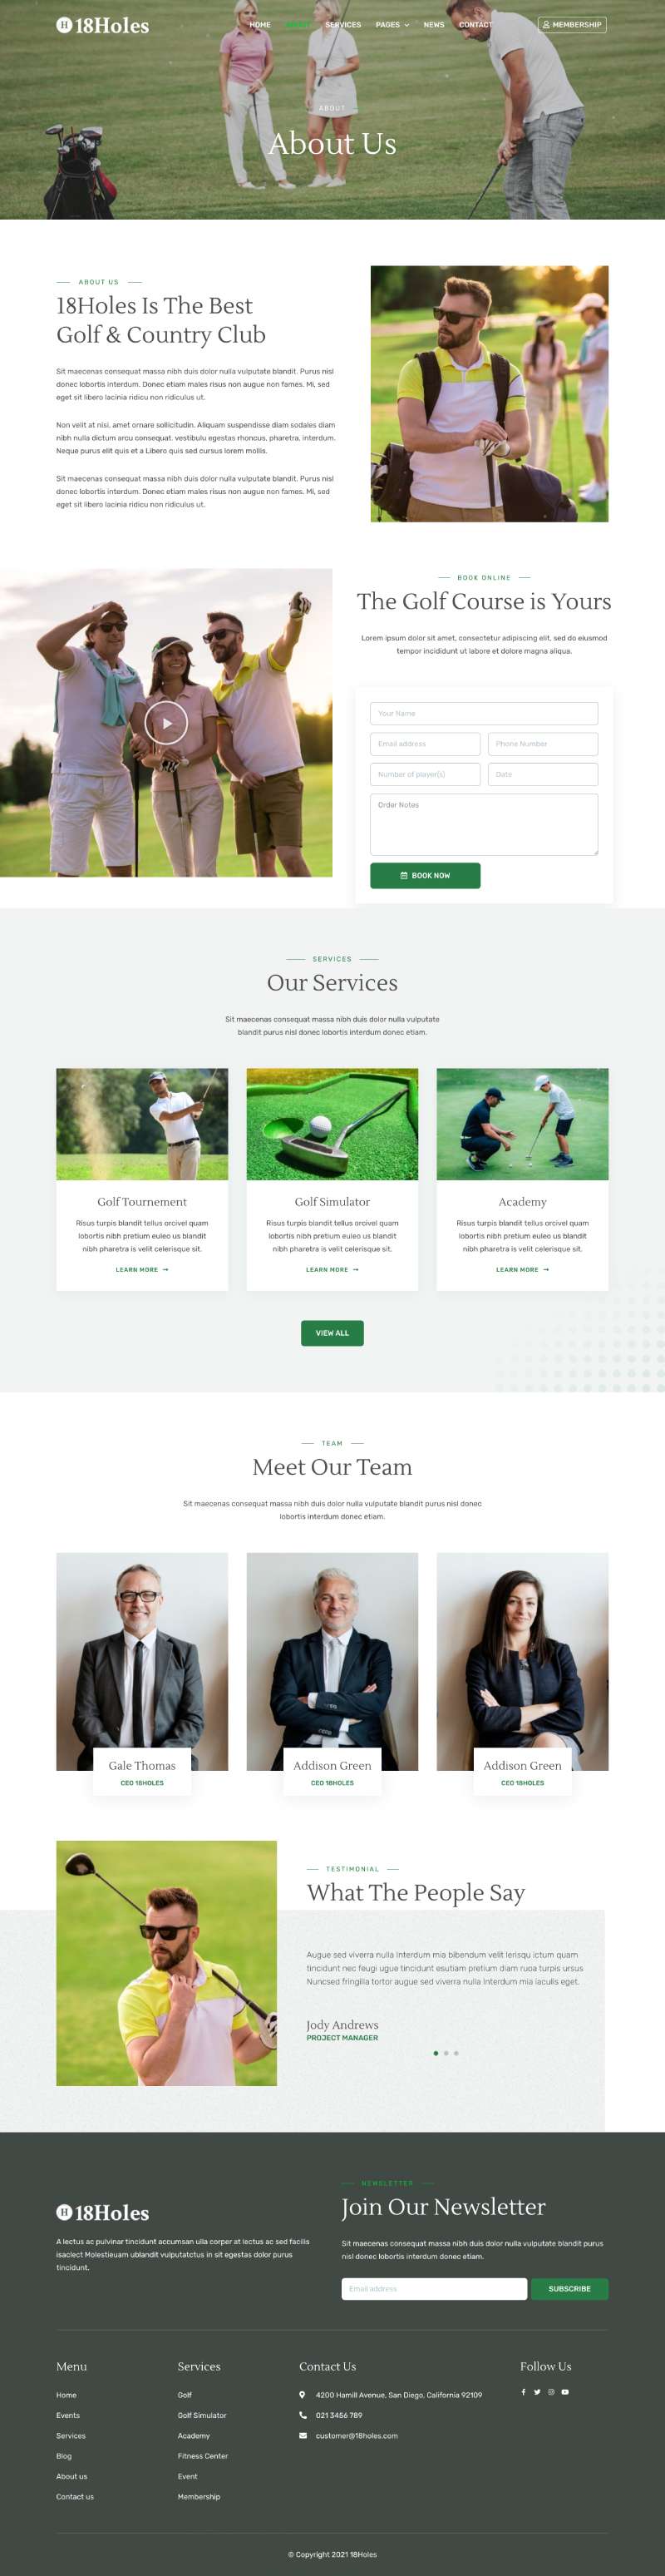 18Holes
HOME
ABOUT
SERVICES
PAGES
NEWS
CONTACT
MEMBERSHIP
ABOUT
About Us
ABOUT US
18Holes Is The Best
Golf & Country Club
Sit maecenas consequat massa nibh duis dolor nulla vulputate blandit. Purus nisl
donec lobortis interdum. Donec etiam males risus non augue non fames. Mi, sed
eget sit libero lacinia ridicu non ridiculus ut.
Non velit at nisi, amet ornare sollicitudin. Aliquam suspendisse diam sodales diam
nibh nulla dictum arcu consequat. vestibulu egestas rhoncus, pharetra, interdum.
Neque purus elit quis et a Libero quis sed cursus lorem mollis.
Sit maecenas consequat massa nibh duis dolor nulla vulputate blandit. Purus nisl
donec lobortis interdum. Donec etiam males risus non augue non fames. Mi, sed
eget sit libero lacinia ridicu non ridiculus ut.
BOOK ONLINE
The Golf Course is Yours
Lorem ipsum dolor sit amet, consectetur adipiscing elit, sed do eiusmod
tempor incididunt ut labore et dolore magna aliqua.
Your Name
Email address
Phone Number
Number of player(s)
Date
Order Notes
BOOK NOW
SERVICES
Our Services
Sit maecenas consequat massa nibh duis dolor nulla vulputate
blandit purus nisl donec lobortis interdum donec etiam.
Golf Tournement
Risus turpis blandit tellus orcivel quam
lobortis nibh pretium euleo us blandit
nibh pharetra is velit celerisque sit.
LEARN MORE
Golf Simulator
Risus turpis blandit tellus orcivel quam
lobortis nibh pretium euleo us blandit
nibh pharetra is velit celerisque sit.
LEARN MORE
Academy
Risus turpis blandit tellus orcivel quam
lobortis nibh pretium euleo us blandit
nibh pharetra is velit celerisque sit.
LEARN MORE
VIEW ALL
TEAM
Meet Our Team
Sit maecenas consequat massa nibh duis dolor nulla vulputate blandit purus nisl donec
lobortis interdum donec etiam.
Gale Thomas
CEO 18HOLES
Addison Green
CEO 18HOLES
Addison Green
CEO 18HOLES
TESTIMONIAL
What The People Say
Augue sed viverra nulla Interdum mia bibendum velit lerisqu ictum quam
tincidunt nec feugi ugue tincidunt esutiam pretium diam ruoa turpis ursus
Nuncsed fringilla tortor augue sed viverra nulla Interdum mia iaculis eget.
Jody Andrews
PROJECT MANAGER
18Holes
A lectus ac pulvinar tincidunt accumsan ulla corper at lectus ac sed facilis
isaclect Molestieuam ublandit vulputatctus in sit egestas dolor purus
tincidunt.
NEWSLETTER
Join Our Newsletter
Sit maecenas consequat massa nibh duis dolor nulla vulputate blandit purus
nisl donec lobortis interdum donec etiam.
Email address
SUBSCRIBE
Menu
Home
Events
Services
Blog
About us
Contact us
Services
Golf
Golf Simulator
Academy
Fitness Center
Event
Membership
Contact Us
4200 Hamill Avenue, San Diego, California 92109
021 3456 789
customer@18holes.com
Follow Us
© Copyright 2021 18Holes